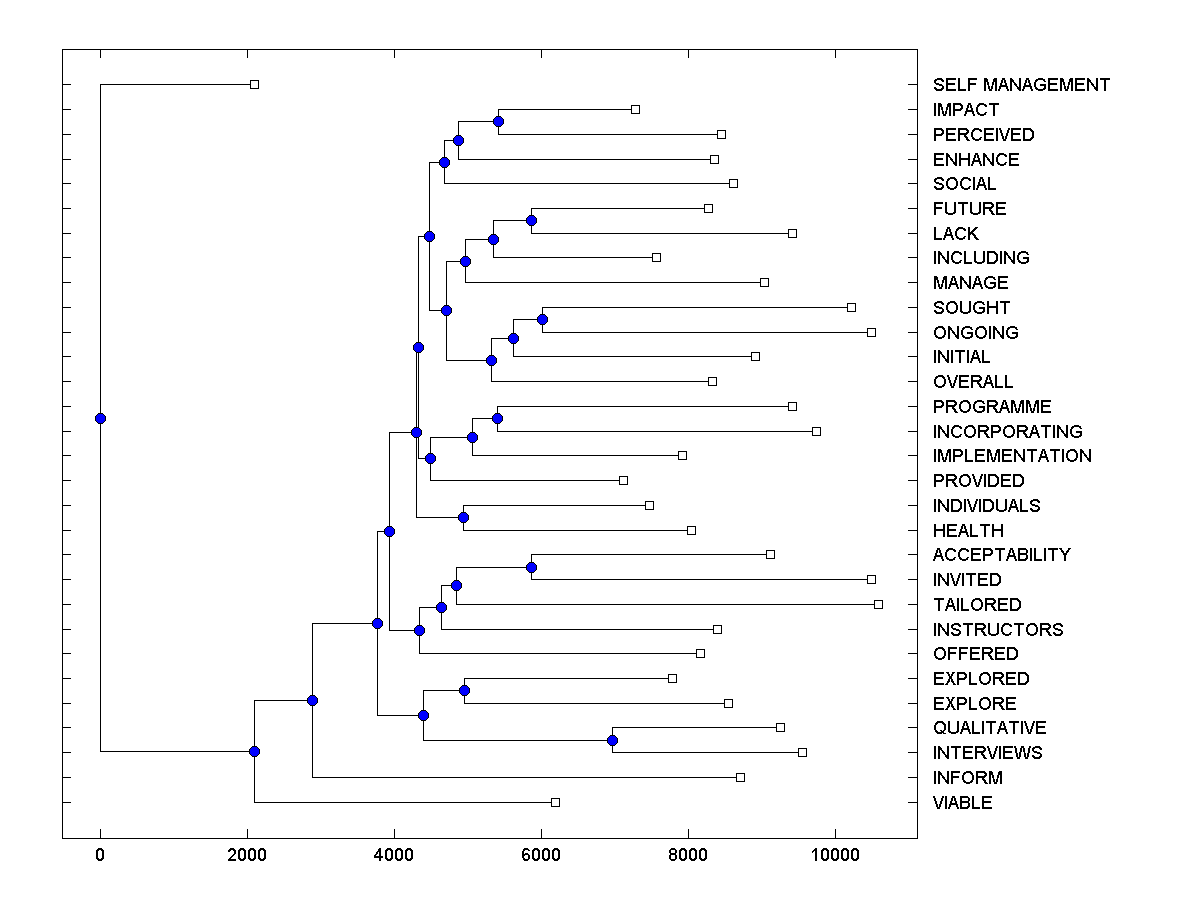 SELF MANAGEMENT
IMPACT
PERCEIVED
ENHANCE
SOCIAL
FUTURE
LACK
INCLUDING
MANAGE
SOUGHT
ONGOING
INITIAL
OVERALL
PROGRAMME
INCORPORATING
IMPLEMENTATION
PROVIDED
INDIVIDUALS
HEALTH
ACCEPTABILITY
INVITED
TAILORED
INSTRUCTORS
OFFERED
EXPLORED
EXPLORE
QUALITATIVE
INTERVIEWS
INFORM
VIABLE
0 2000 4000 6000 8000 10000